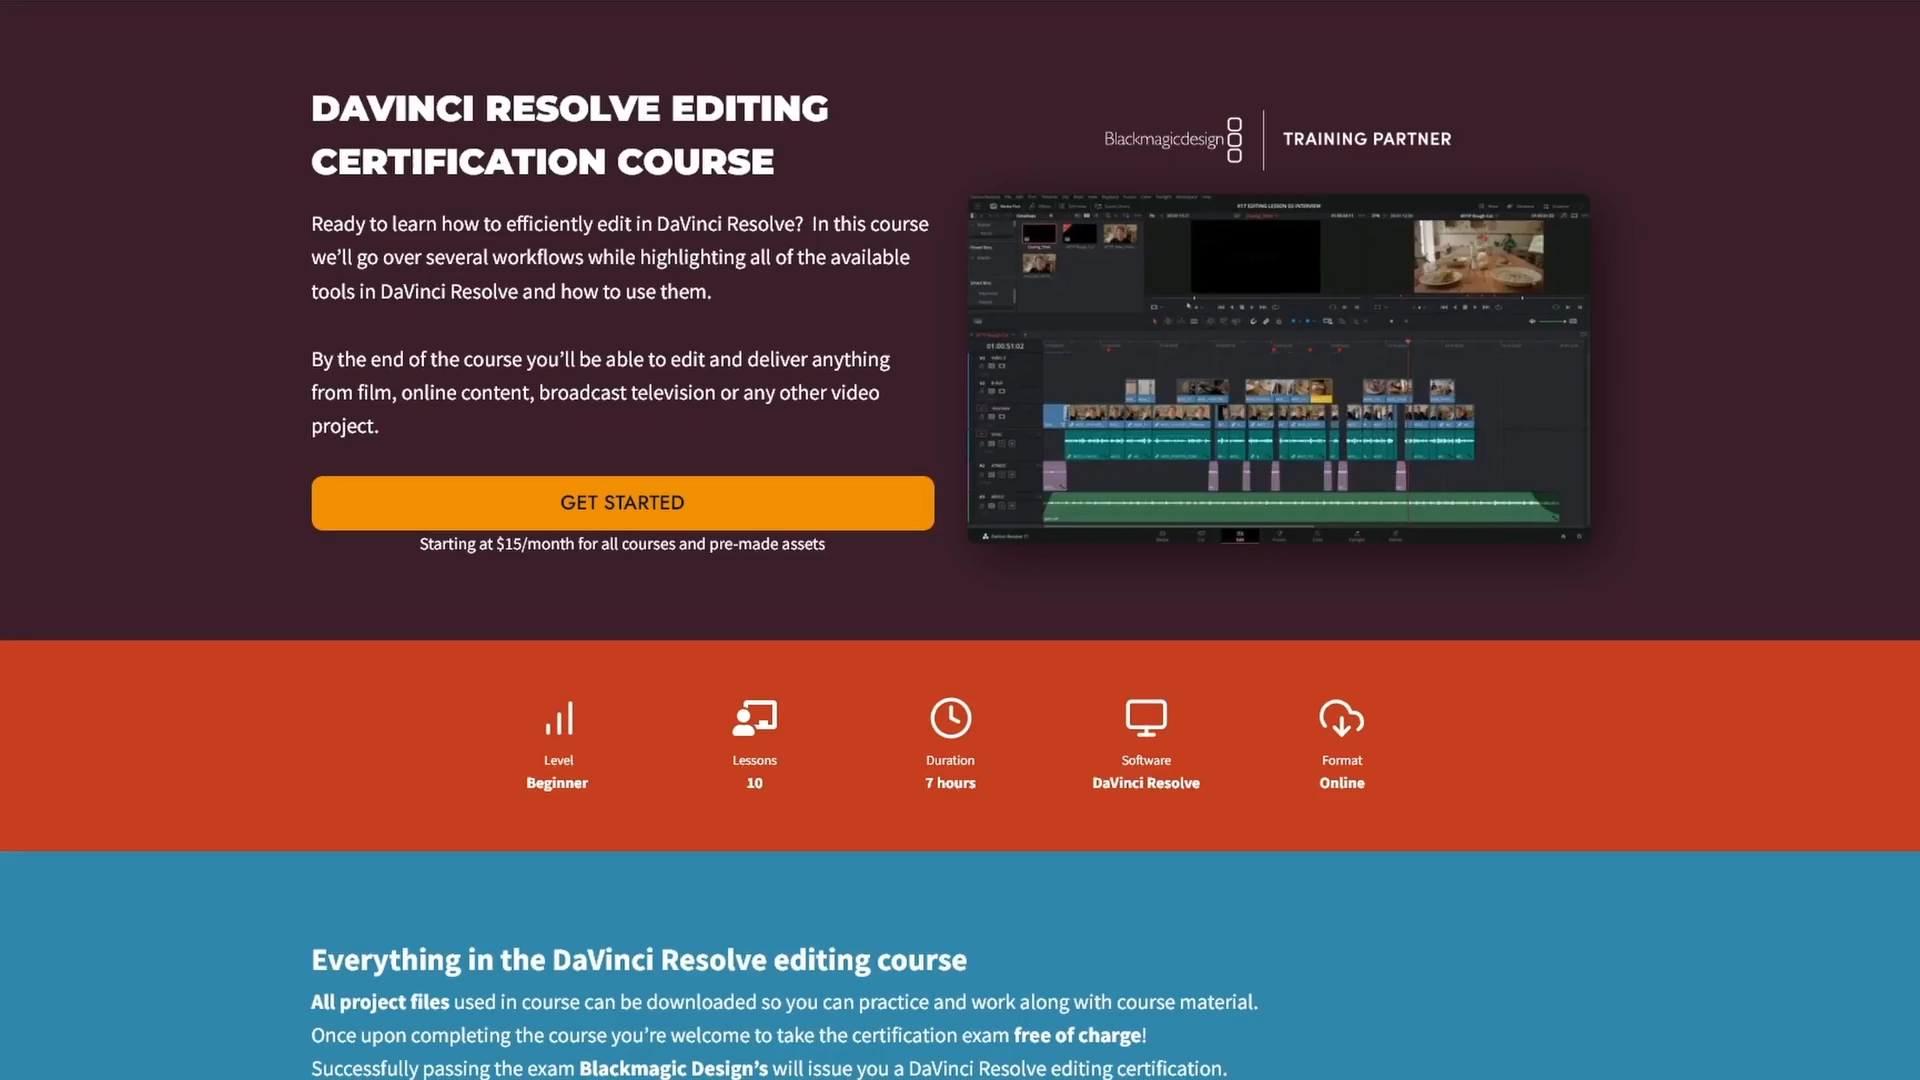 DAVINCI RESOLVE EDITING
CERTIFICATION COURSE
Ready to learn how to efficiently edit in DaVinci Resolve? In this course
we’ll go over several workflows while highlighting all of the available
tools in DaVinci Resolve and how to use them.
By the end of the course you’ll be able to edit and deliver anything
from film, online content, broadcast television or any other video
project.
GET STARTED
Starting at $15/month for all courses and pre-made assets
Blackmagicdesign
TRAINING PARTNER
01:00:51:02
Level
Beginner
Lessons
10
Duration
7 hours
Software
DaVinci Resolve
Format
Online
Everything in the DaVinci Resolve editing course
All project files used in course can be downloaded so you can practice and work along with course material.
Once upon completing the course you’re welcome to take the certification exam free of charge!
Successfully passing the exam Blackmagic Design’s will issue you a DaVinci Resolve editing certification.